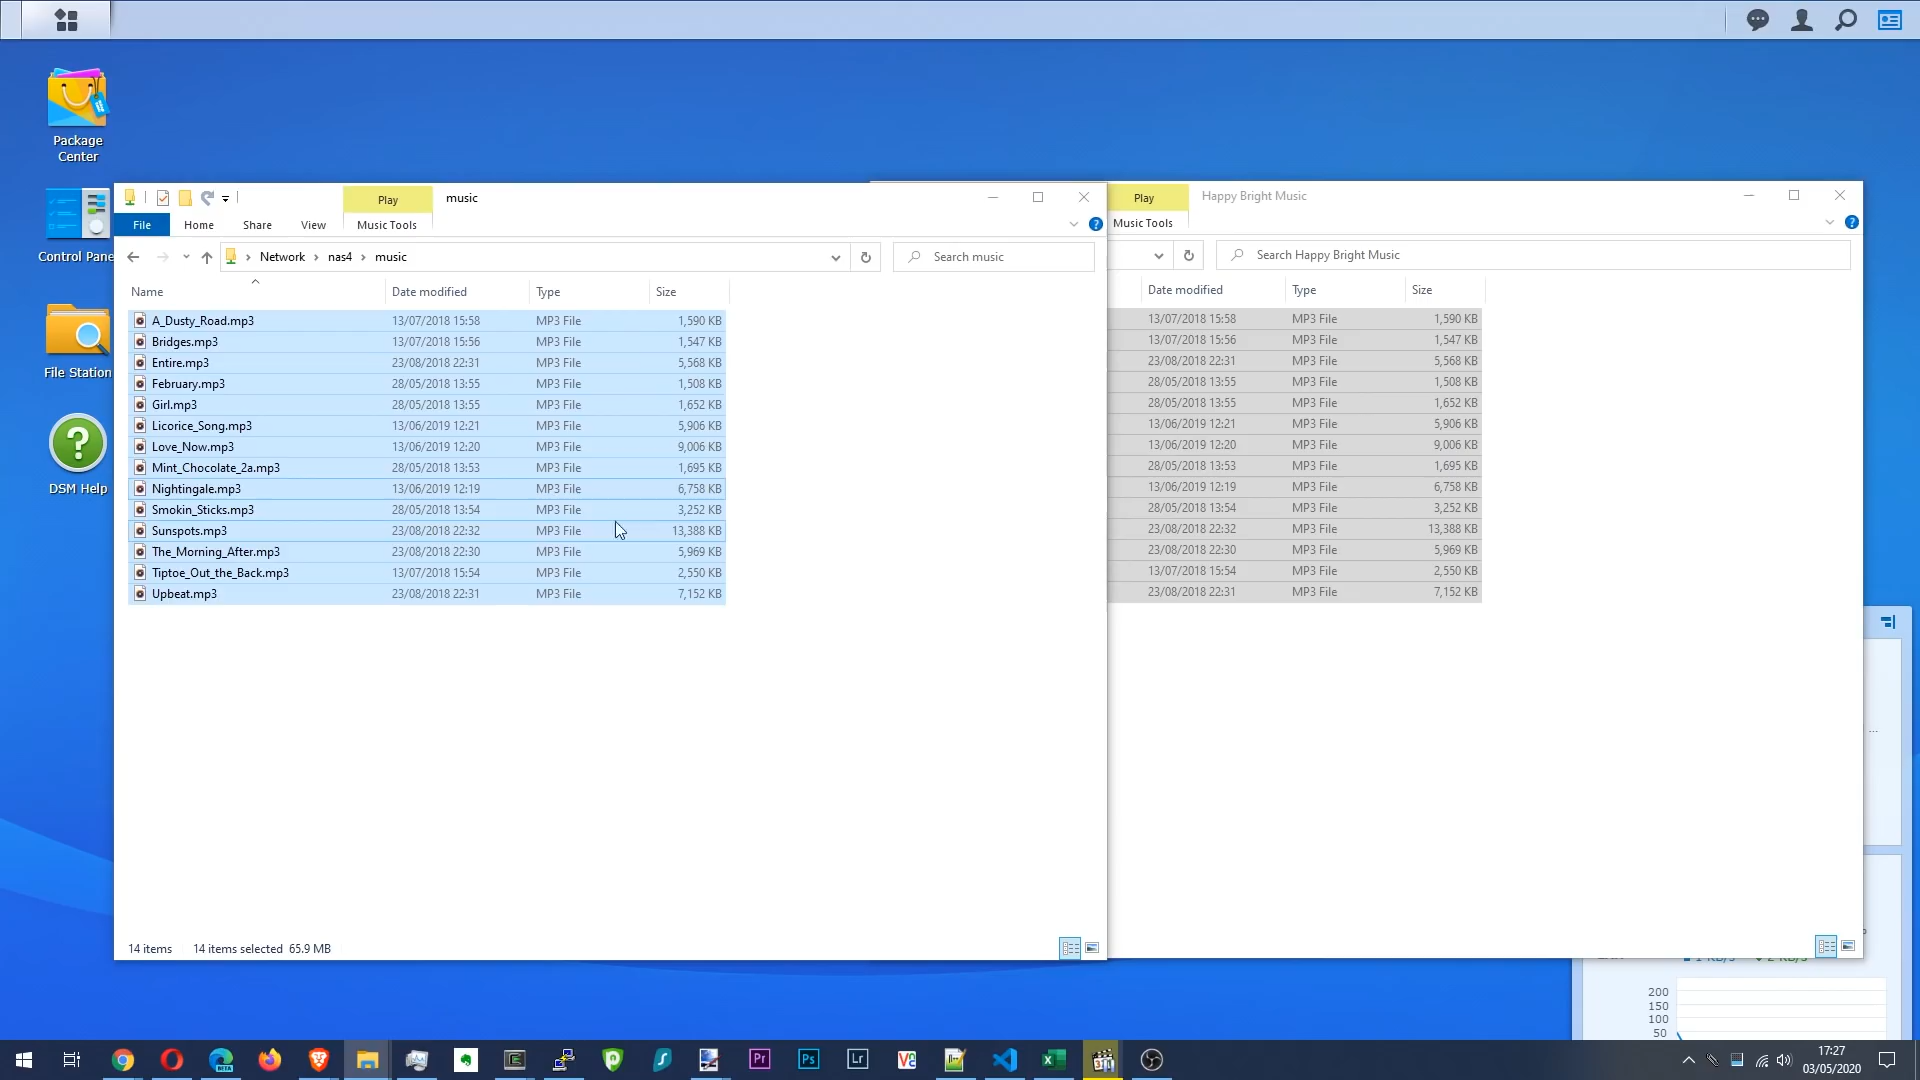 Package
Center
Control Pane
File Station
DSM Help
Play
music
File
Home
Share
View
Music Tools
Network
nas4
music
Search music
Name
Date modified
Type
Size
A_Dusty_Road.mp3 13/07/2018 15:58 MP3 File 1,590 KB
Bridges.mp3 13/07/2018 15:56 MP3 File 1,547 KB
Entire.mp3 23/08/2018 22:31 MP3 File 5,568 KB
February.mp3 28/05/2018 13:55 MP3 File 1,508 KB
Girl.mp3 28/05/2018 13:55 MP3 File 1,652 KB
Licorice_Song.mp3 13/06/2019 12:21 MP3 File 5,906 KB
Love_Now.mp3 13/06/2019 12:20 MP3 File 9,006 KB
Mint_Chocolate_2a.mp3 28/05/2018 13:53 MP3 File 1,695 KB
Nightingale.mp3 13/06/2019 12:19 MP3 File 6,758 KB
Smokin_Sticks.mp3 28/05/2018 13:54 MP3 File 3,252 KB
Sunspots.mp3 23/08/2018 22:32 MP3 File 13,388 KB
The_Morning_After.mp3 23/08/2018 22:30 MP3 File 5,969 KB
Tiptoe_Out_the_Back.mp3 13/07/2018 15:54 MP3 File 2,550 KB
Upbeat.mp3 23/08/2018 22:31 MP3 File 7,152 KB
14 items 14 items selected 65.9 MB
Play
Happy Bright Music
Music Tools
Search Happy Bright Music
Date modified
Type
Size
13/07/2018 15:58 MP3 File 1,590 KB
13/07/2018 15:56 MP3 File 1,547 KB
23/08/2018 22:31 MP3 File 5,568 KB
28/05/2018 13:55 MP3 File 1,508 KB
28/05/2018 13:55 MP3 File 1,652 KB
13/06/2019 12:21 MP3 File 5,906 KB
13/06/2019 12:20 MP3 File 9,006 KB
28/05/2018 13:53 MP3 File 1,695 KB
13/06/2019 12:19 MP3 File 6,758 KB
28/05/2018 13:54 MP3 File 3,252 KB
23/08/2018 22:32 MP3 File 13,388 KB
23/08/2018 22:30 MP3 File 5,969 KB
13/07/2018 15:54 MP3 File 2,550 KB
23/08/2018 22:31 MP3 File 7,152 KB
...
200
150
100
50
BETA
Pr
Ps
Lr
17:27
03/05/2020